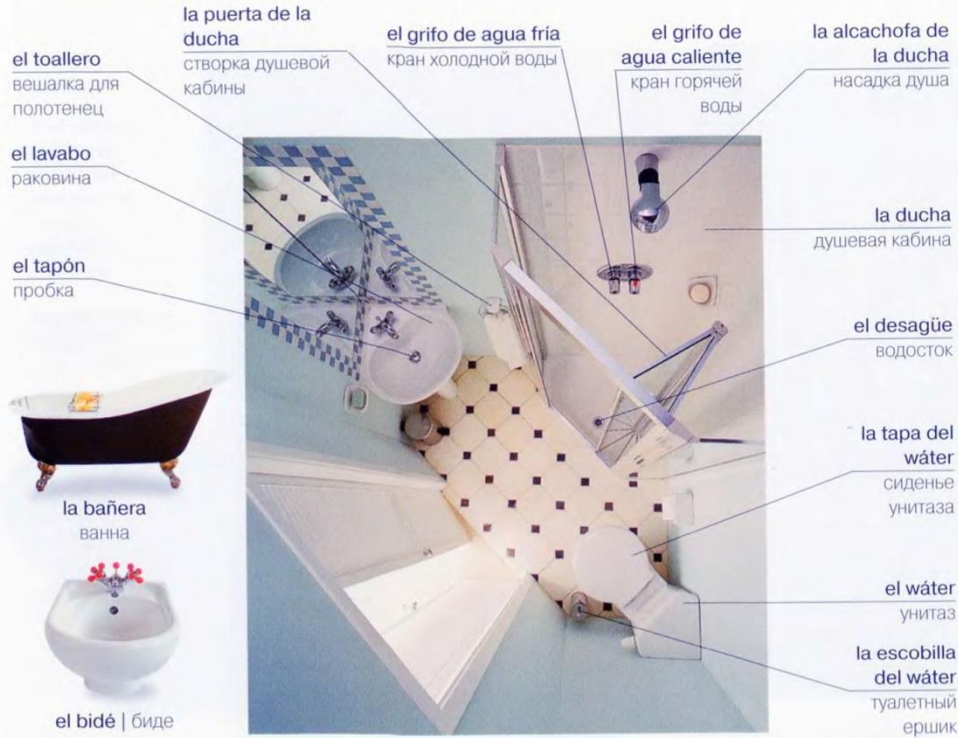 la puerta de la
ducha
створка душевой
кабины
el grifo de agua fría
кран холодной воды
el grifo de
agua caliente
кран горячей
воды
la alcachofa de
la ducha
насадка душа
el toallero
вешалка для
полотенец
el lavabo
раковина
el tapón
пробка
la ducha
душевая кабина
el desagüe
водосток
la tapa del
wáter
сиденье
унитаза
la bañera
ванна
el wáter
унитаз
la escobilla
del wáter
туалетный
ершик
el bidé | биде